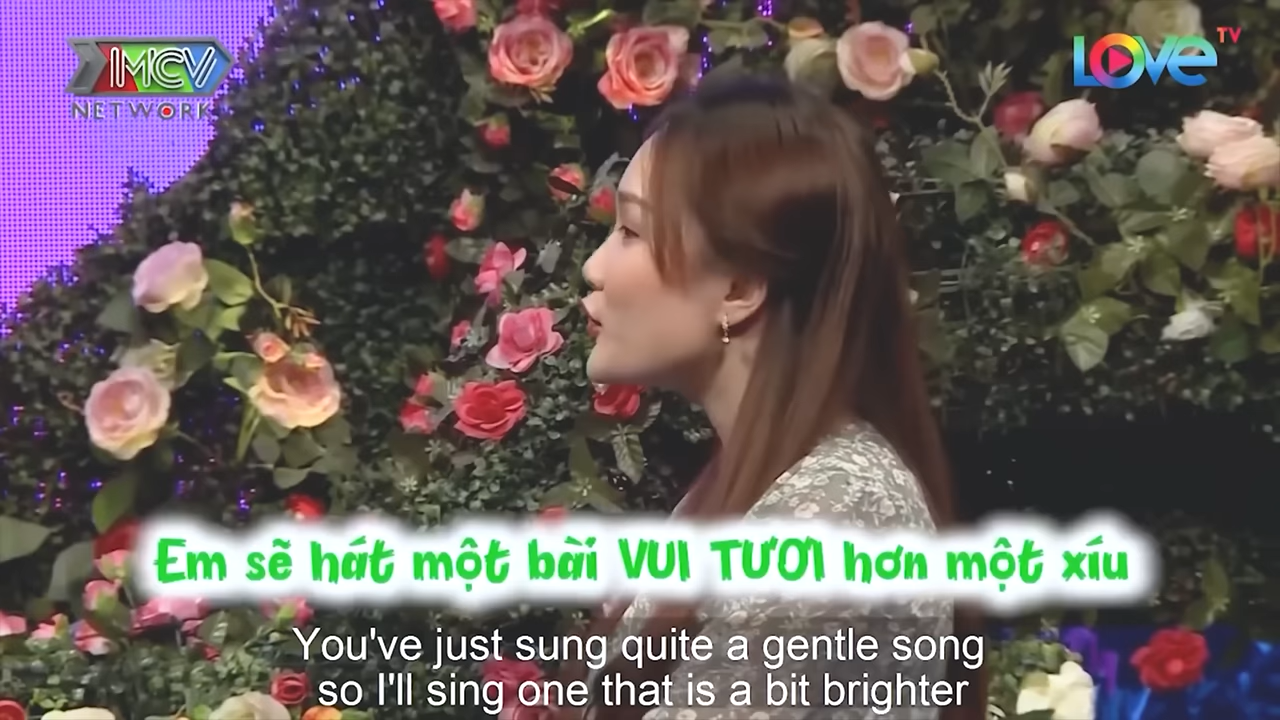 MCV
NETWORK
LOVE TV
Em sẽ hát một bài VUI TƯƠI hơn một xíu
You've just sung quite a gentle song
so I'll sing one that is a bit brighter